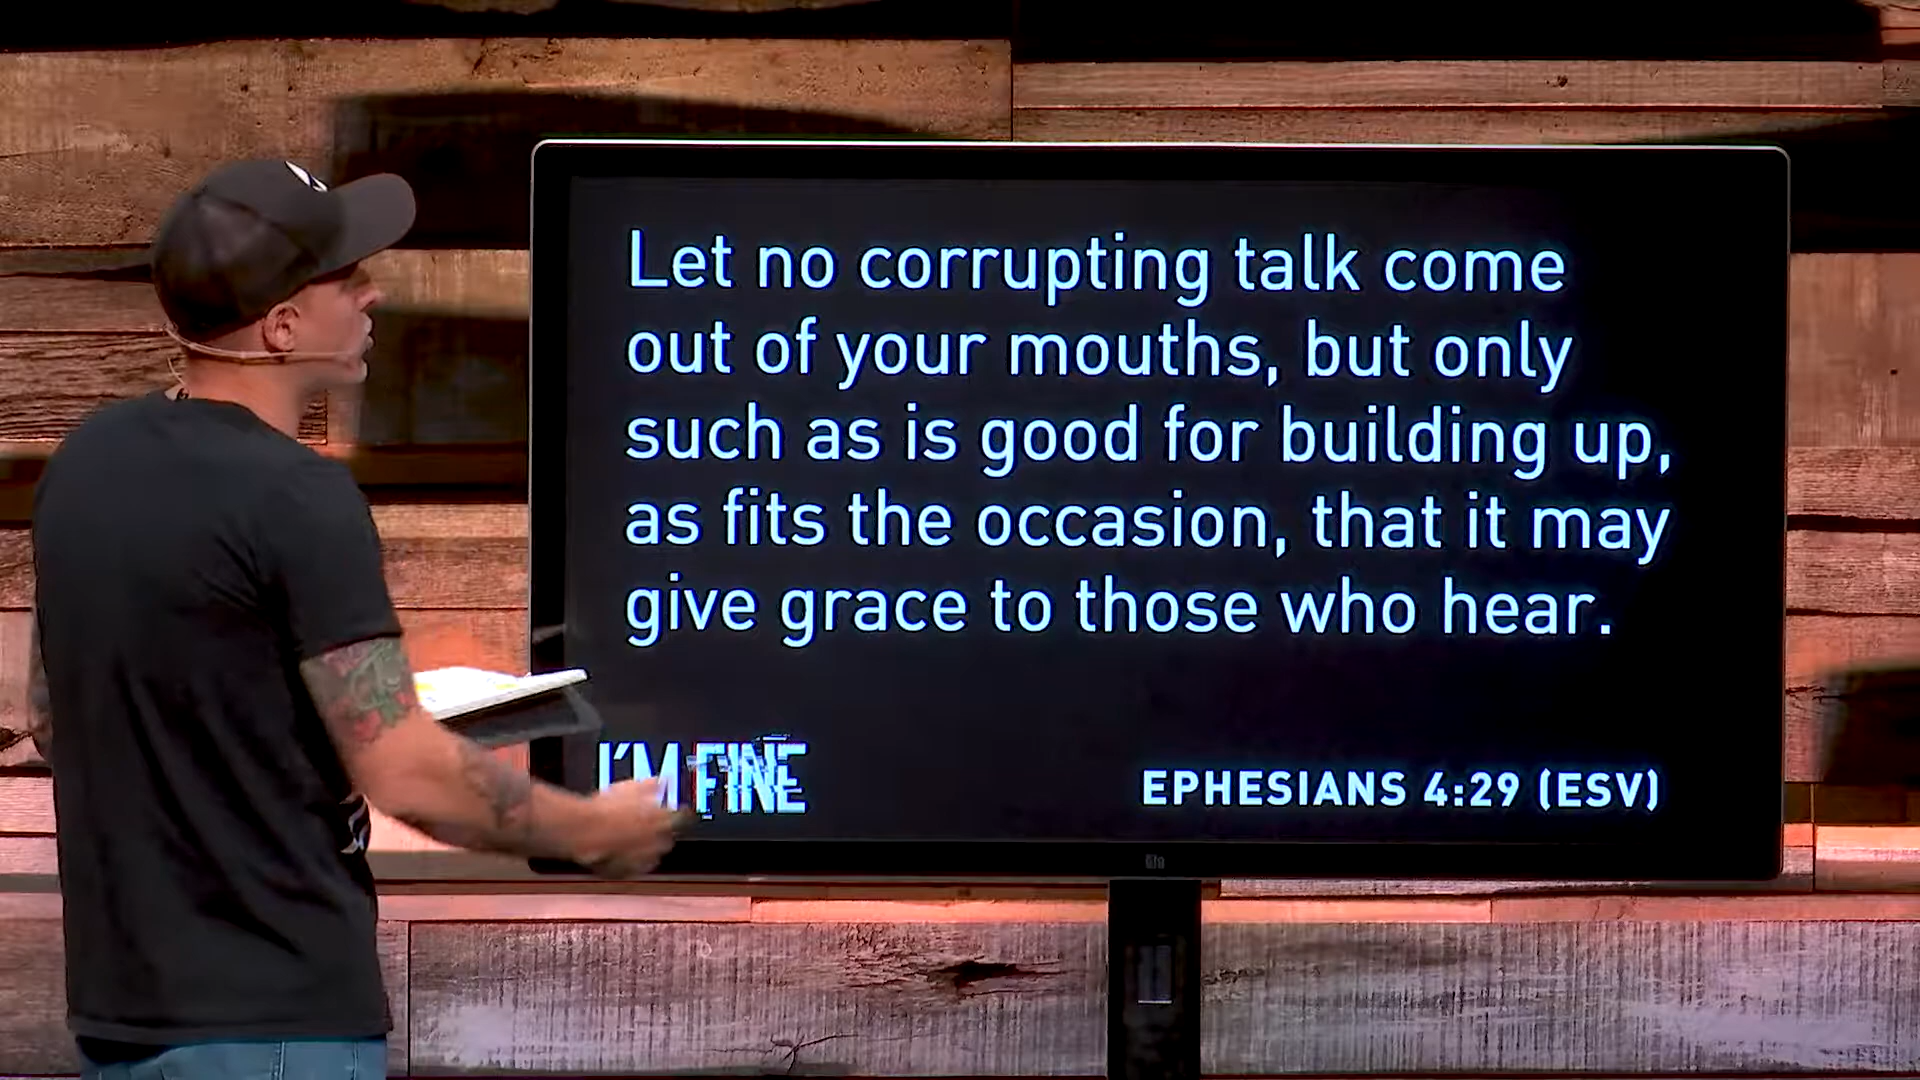 Let no corrupting talk come
out of your mouths, but only
such as is good for building up,
as fits the occasion, that it may
give grace to those who hear.
I'M FINE
EPHESIANS 4:29 (ESV)